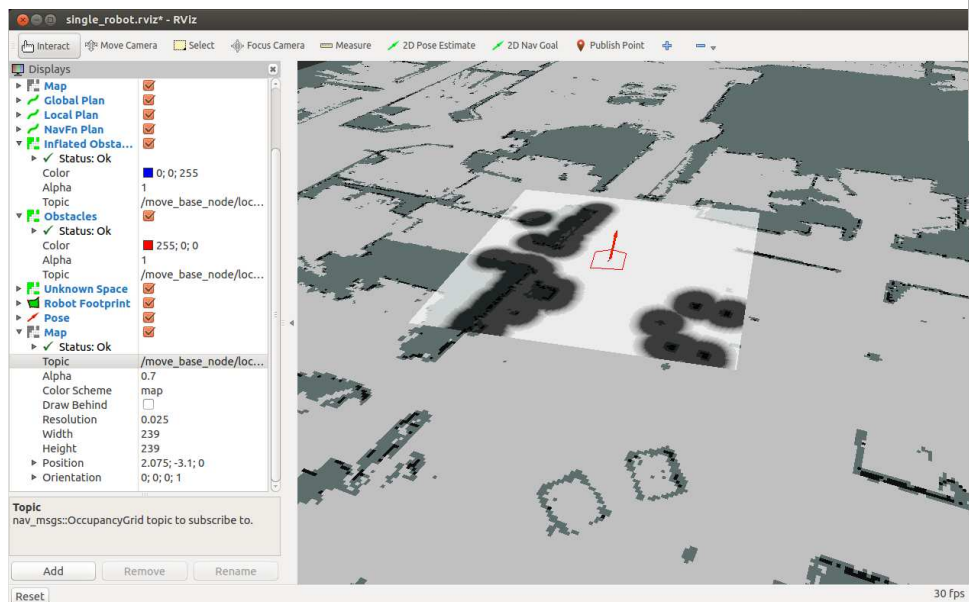 single_robot.rviz* - RViz
Interact Move Camera Select Focus Camera Measure 2D Pose Estimate 2D Nav Goal Publish Point
Displays
Map
Global Plan
Local Plan
NavFn Plan
Inflated Obsta...
Status: Ok
Color 0; 0; 255
Alpha 1
Topic /move_base_node/loc...
Obstacles
Status: Ok
Color 255; 0; 0
Alpha 1
Topic /move_base_node/loc...
Unknown Space
Robot Footprint
Pose
Map
Status: Ok
Topic /move_base_node/loc...
Alpha 0.7
Color Scheme map
Draw Behind
Resolution 0.025
Width 239
Height 239
Position 2.075; -3.1; 0
Orientation 0; 0; 0; 1
Topic
nav_msgs::OccupancyGrid topic to subscribe to.
Add Remove Rename
Reset 30 fps